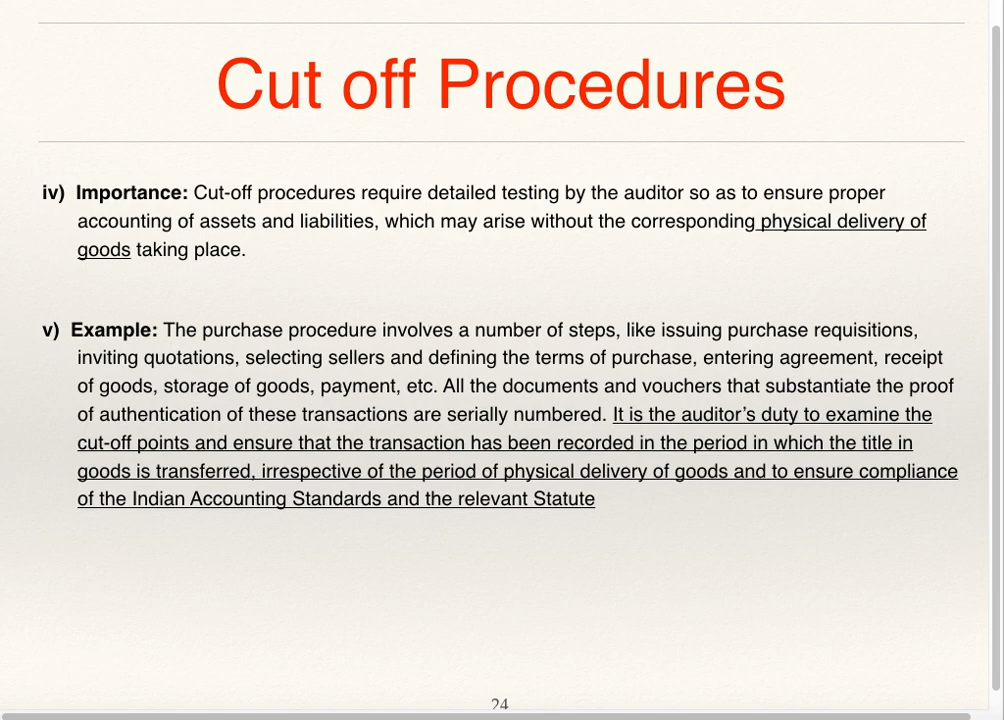 Cut off Procedures
iv) Importance: Cut-off procedures require detailed testing by the auditor so as to ensure proper
accounting of assets and liabilities, which may arise without the corresponding physical delivery of
goods taking place.
v) Example: The purchase procedure involves a number of steps, like issuing purchase requisitions,
inviting quotations, selecting sellers and defining the terms of purchase, entering agreement, receipt
of goods, storage of goods, payment, etc. All the documents and vouchers that substantiate the proof
of authentication of these transactions are serially numbered. It is the auditor’s duty to examine the
cut-off points and ensure that the transaction has been recorded in the period in which the title in
goods is transferred, irrespective of the period of physical delivery of goods and to ensure compliance
of the Indian Accounting Standards and the relevant Statute
24